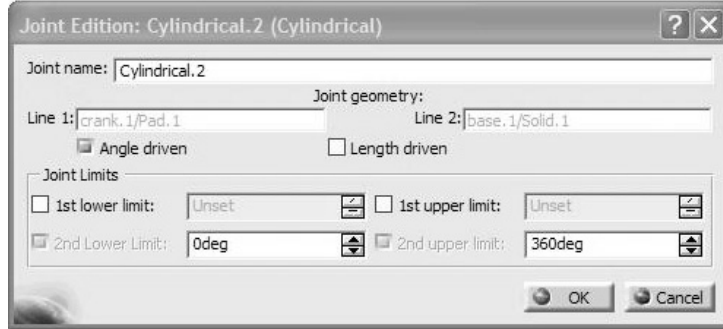 Joint Edition: Cylindrical.2 (Cylindrical)
Joint name: Cylindrical.2
Joint geometry:
Line 1: crank.1/Pad.1 Line 2: base.1/Solid.1
Angle driven Length driven
Joint Limits
1st lower limit: Unset 1st upper limit: Unset
2nd Lower Limit: 0deg 2nd upper limit: 360deg
OK Cancel